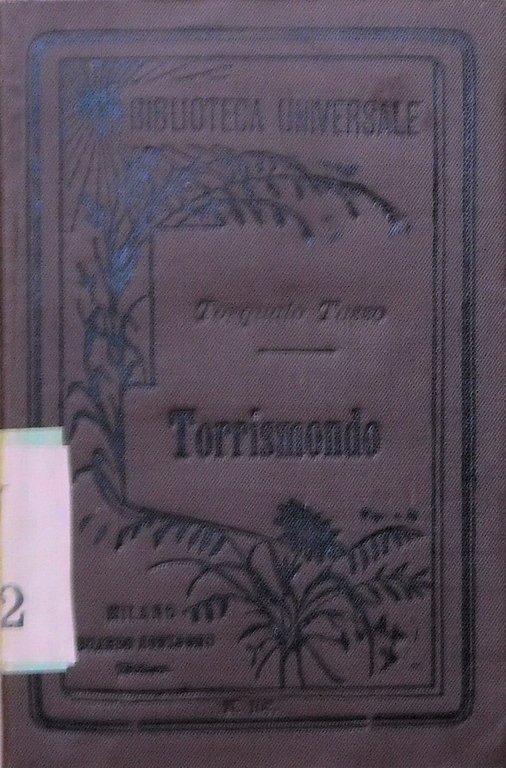 BIBLIOTECA UNIVERSALE
Torquato Tasso
Torrismondo
MILANO
2